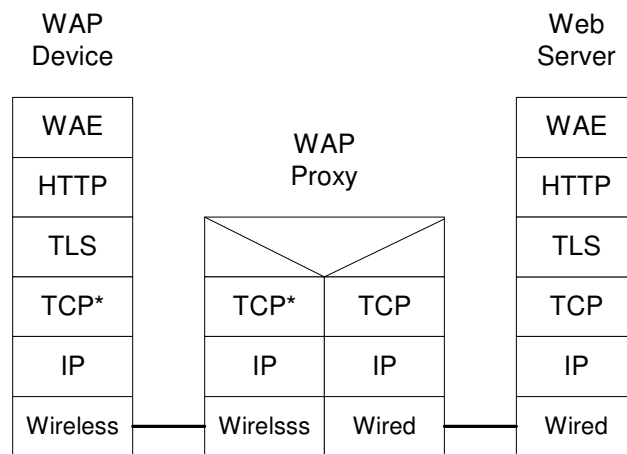 WAP
Device
WAE
HTTP
TLS
TCP*
IP
Wireless
WAP
Proxy
TCP*
TCP
IP
IP
Wirelsss
Wired
Web
Server
WAE
HTTP
TLS
TCP
IP
Wired